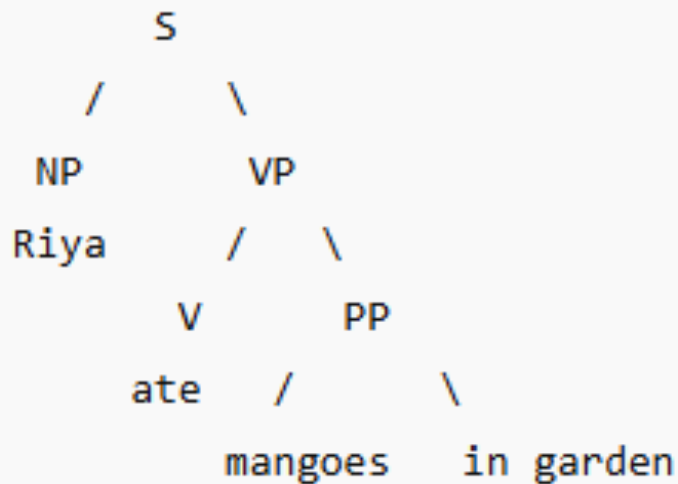 S
/ \
NP VP
Riya / \
V PP
ate / \
mangoes in garden